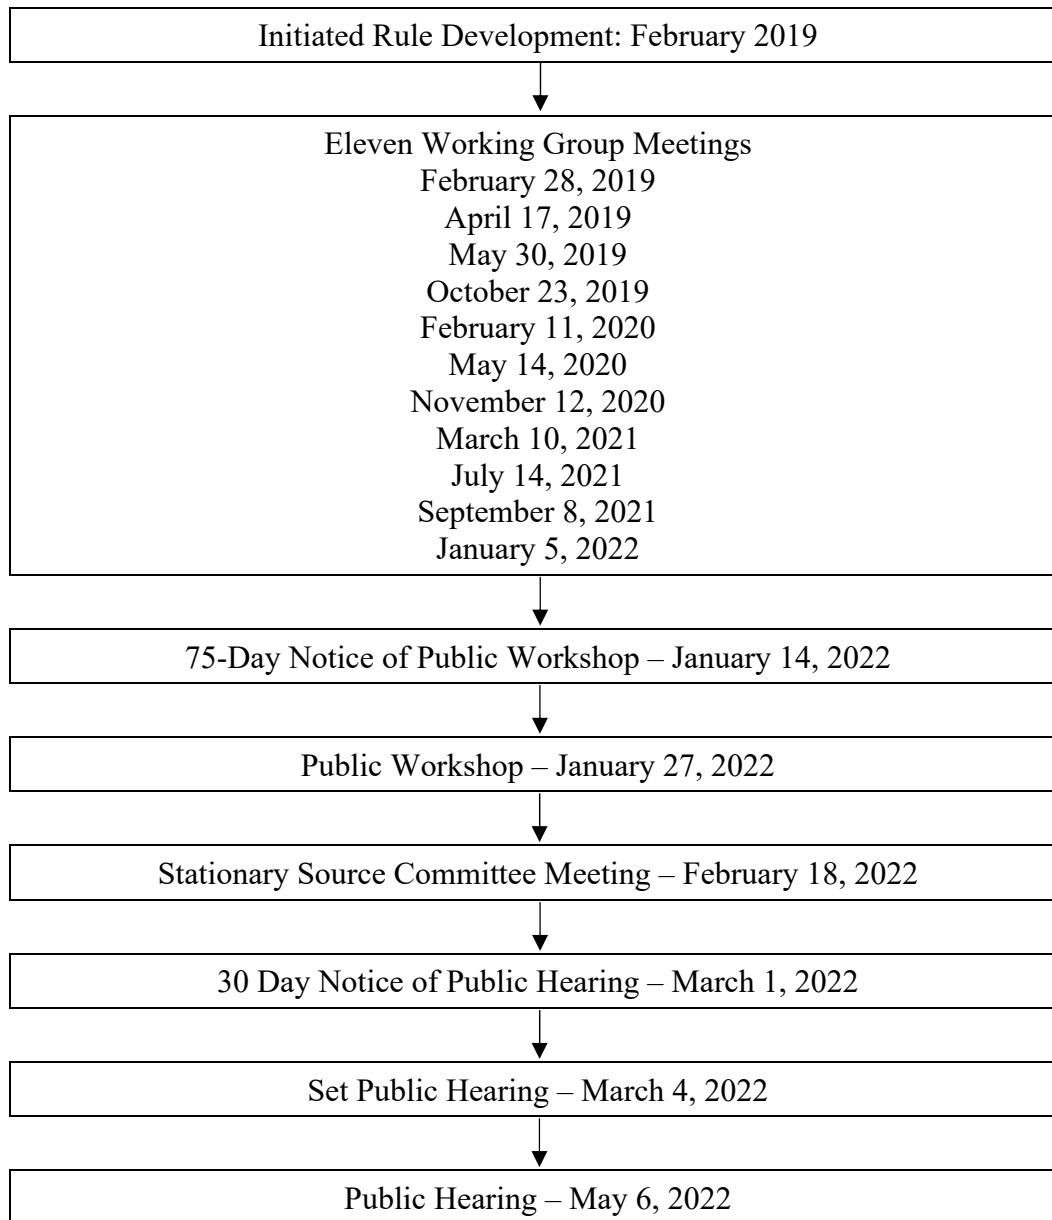 Initiated Rule Development: February 2019
Eleven Working Group Meetings
February 28, 2019
April 17, 2019
May 30, 2019
October 23, 2019
February 11, 2020
May 14, 2020
November 12, 2020
March 10, 2021
July 14, 2021
September 8, 2021
January 5, 2022
75-Day Notice of Public Workshop – January 14, 2022
Public Workshop – January 27, 2022
Stationary Source Committee Meeting – February 18, 2022
30 Day Notice of Public Hearing – March 1, 2022
Set Public Hearing – March 4, 2022
Public Hearing – May 6, 2022